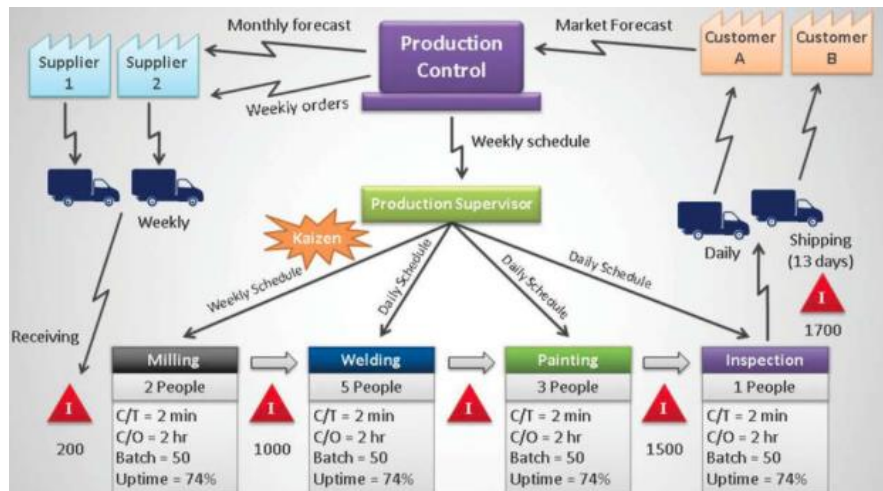 Monthly forecast
Production
Control
Market Forecast
Customer
A
Customer
B
Supplier
1
Supplier
2
Weekly orders
Weekly schedule
Weekly
Production Supervisor
Kaizen
Daily
Shipping
(13 days)
I
1700
Weekly Schedule
Daily Schedule
Daily Schedule
Daily Schedule
Receiving
I
200
Milling
2 People
C/T = 2 min
C/O = 2 hr
Batch = 50
Uptime = 74%
I
1000
Welding
5 People
C/T = 2 min
C/O = 2 hr
Batch = 50
Uptime = 74%
I
Painting
3 People
C/T = 2 min
C/O = 2 hr
Batch = 50
Uptime = 74%
I
1500
Inspection
1 People
C/T = 2 min
C/O = 2 hr
Batch = 50
Uptime = 74%